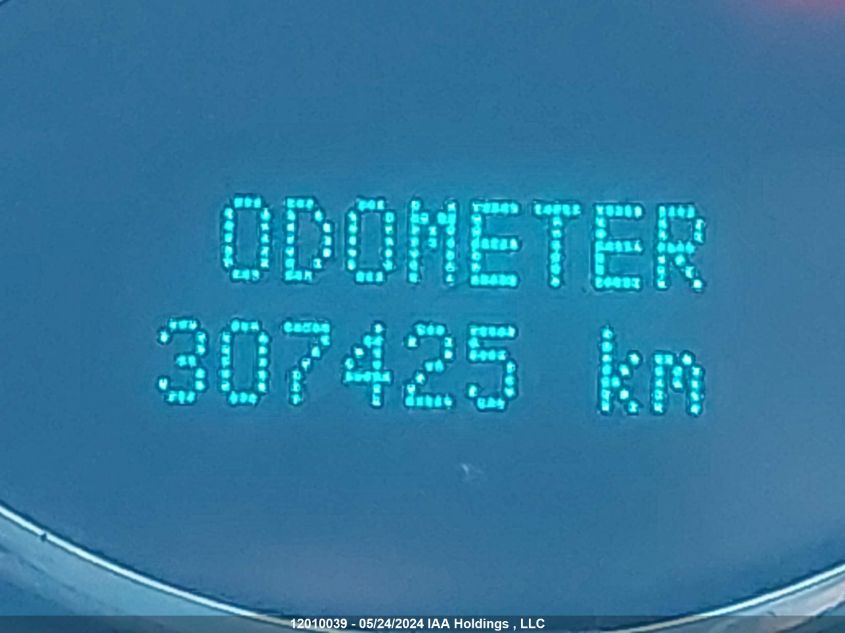 ODOMETER
307425 km
12010039 - 05/24/2024 IAA Holdings , LLC